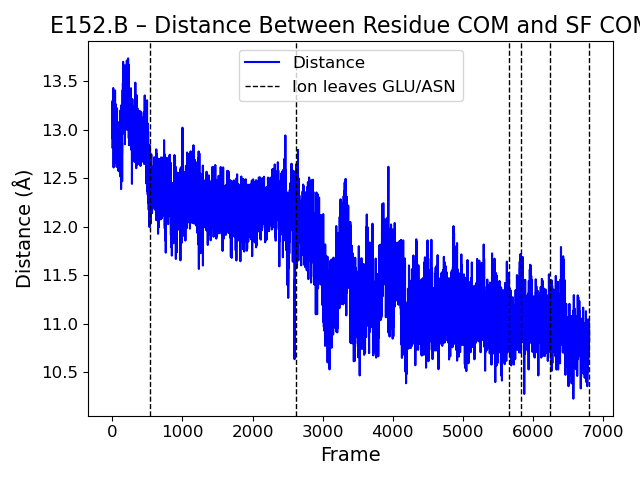 E152.B – Distance Between Residue COM and SF COM
Distance
Ion leaves GLU/ASN
13.5
13.0
12.5
12.0
11.5
11.0
10.5
Distance (Å)
0 1000 2000 3000 4000 5000 6000 7000
Frame